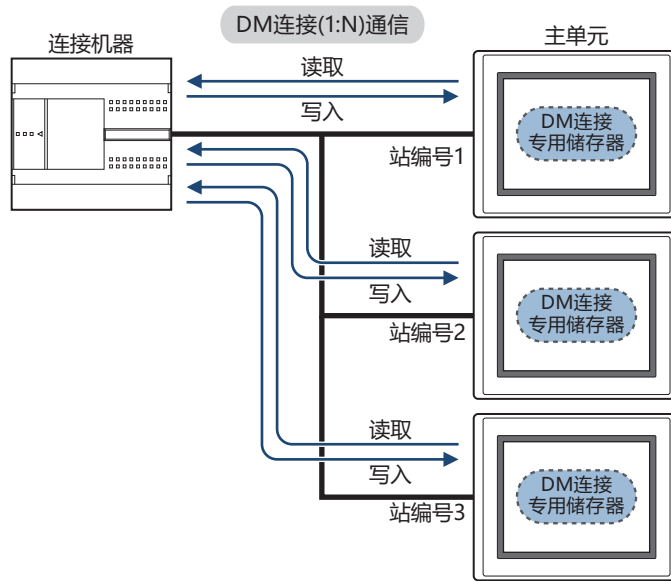 DM连接(1:N)通信
连接机器
主单元
读取
写入
DM连接
专用储存器
站编号1
读取
写入
DM连接
专用储存器
站编号2
读取
写入
DM连接
专用储存器
站编号3